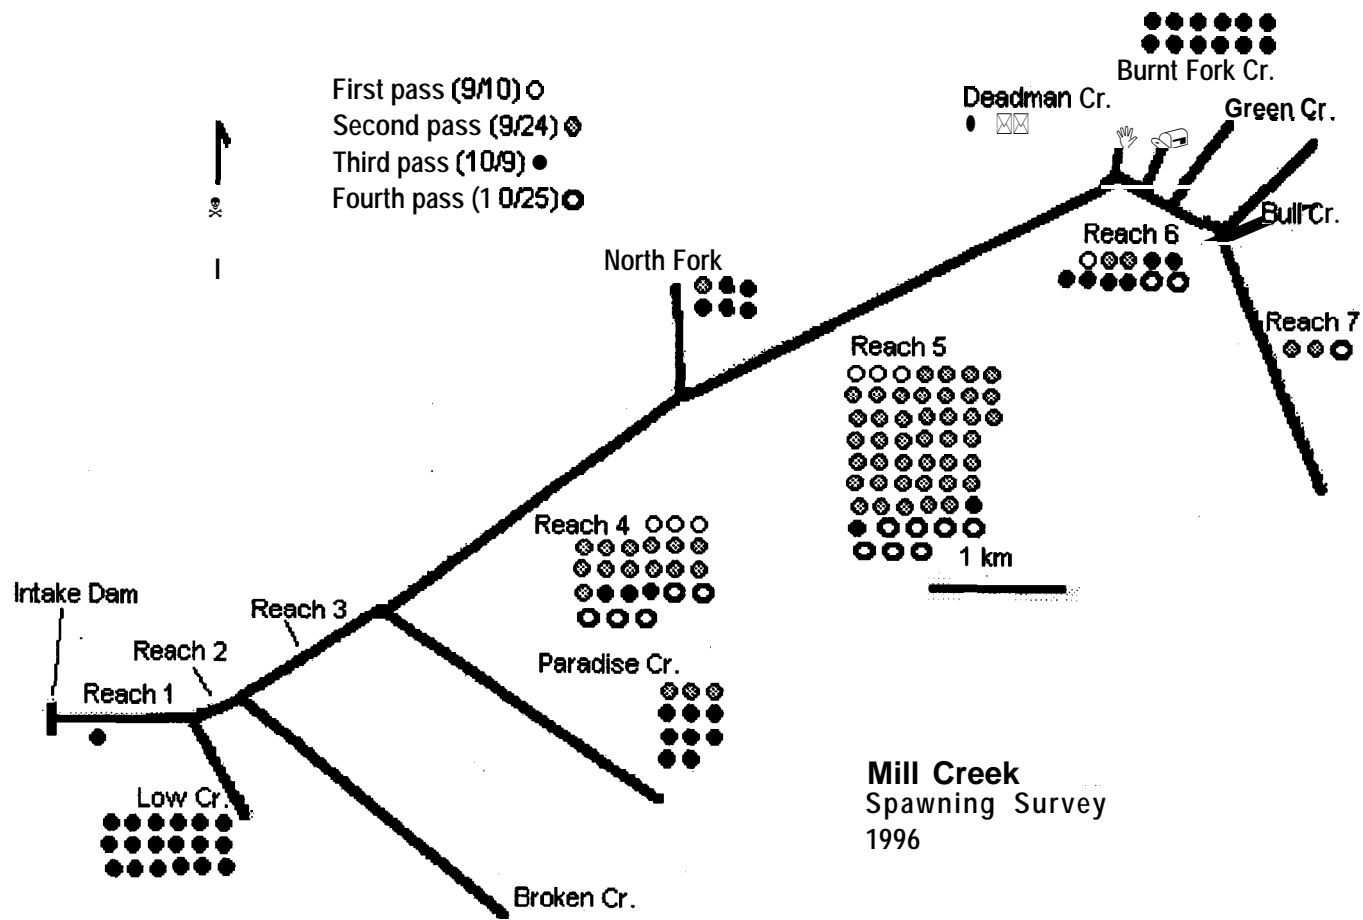 First pass (9/10)
Second pass (9/24)
Third pass (10/9)
Fourth pass (1 0/25)
Burnt Fork Cr.
Deadman Cr.
Green Cr.
Bull Cr.
Reach 6
North Fork
Reach 7
Reach 5
Reach 4
1 km
Intake Dam
Reach 3
Reach 2
Paradise Cr.
Reach 1
Low Cr.
Broken Cr.
Mill Creek
Spawning Survey
1996